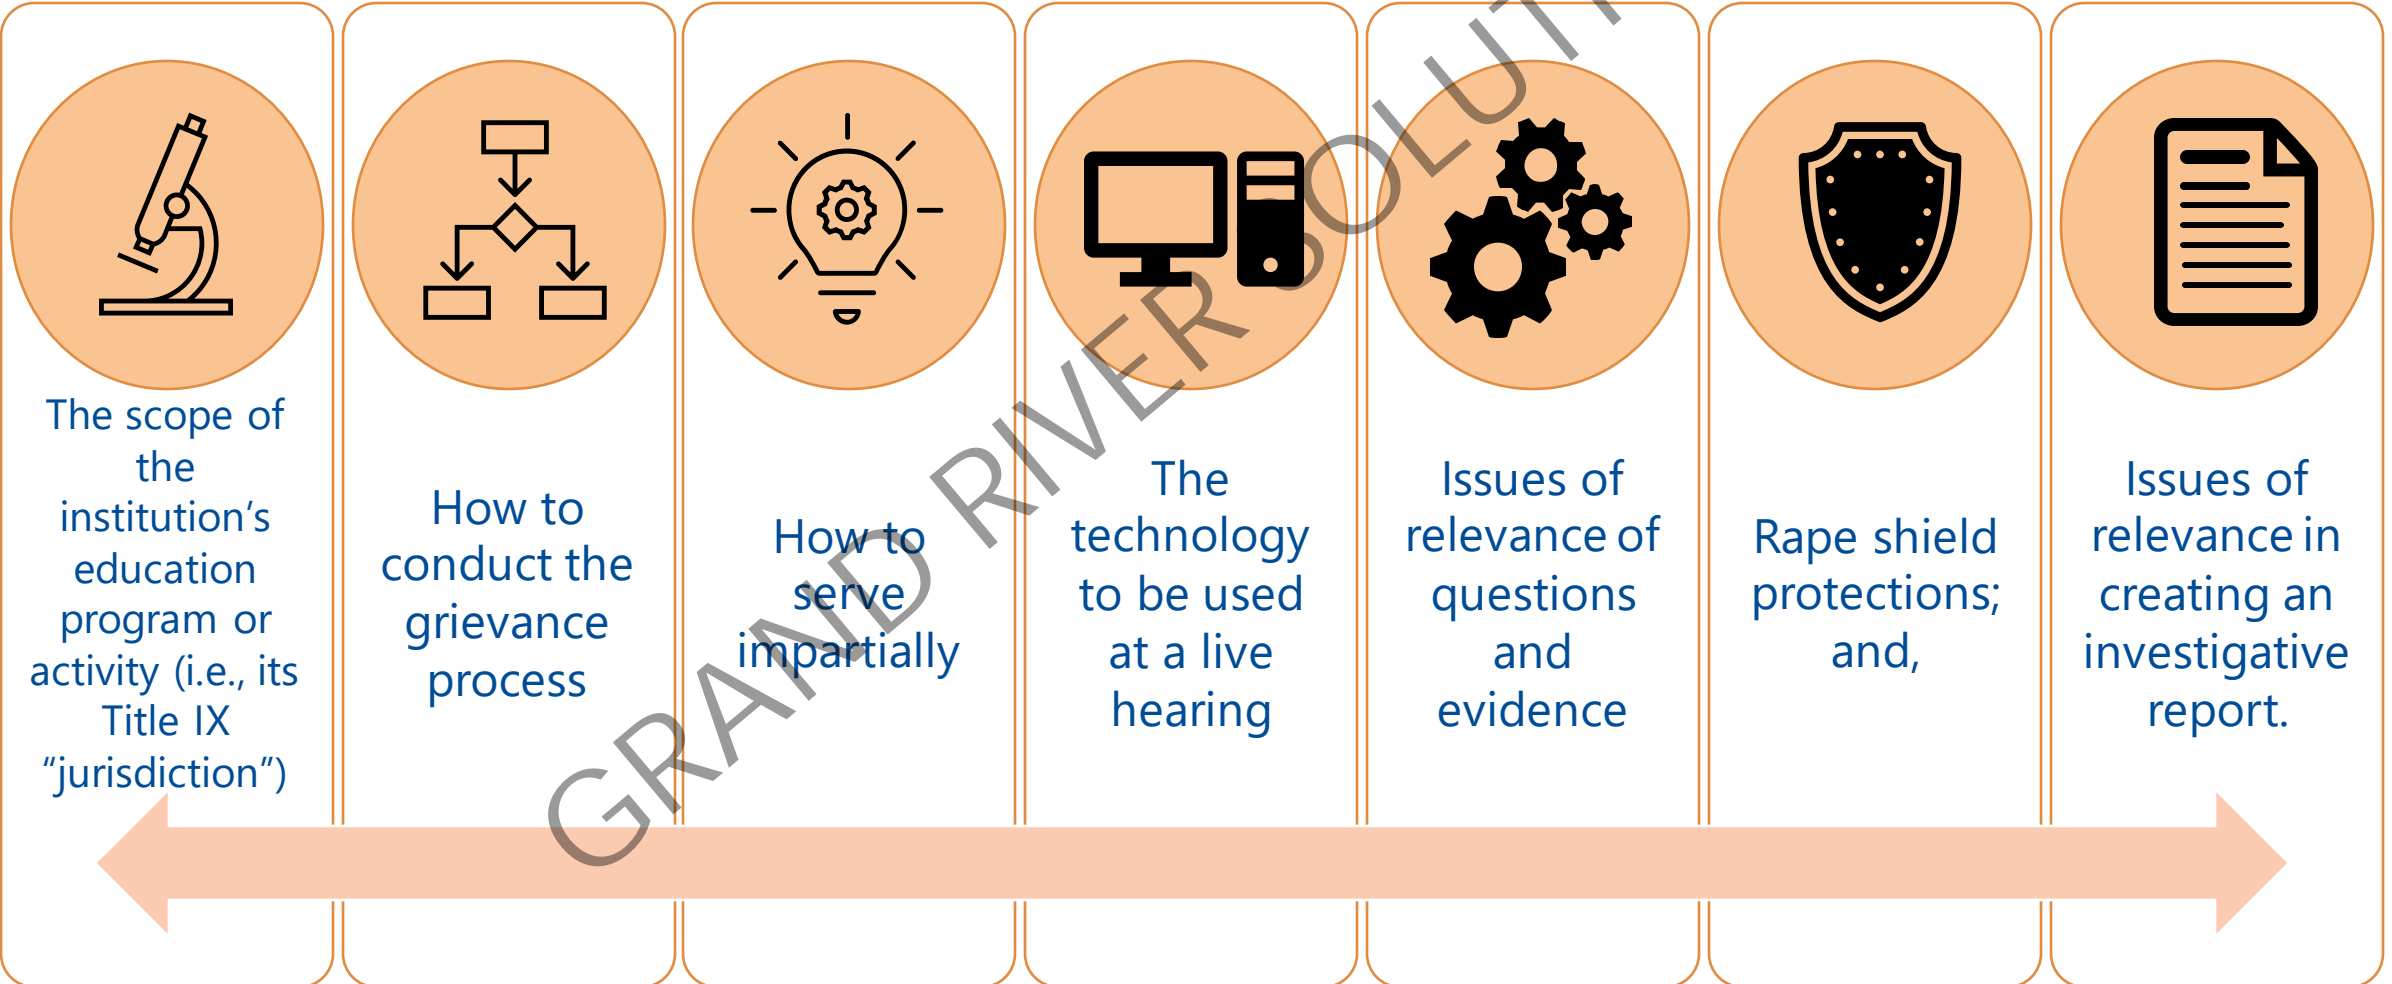 The scope of
the
institution’s
education
program or
activity (i.e., its
Title IX
“jurisdiction”)
How to
conduct the
grievance
process
How to
serve
impartially
The
technology
to be used
at a live
hearing
Issues of
relevance of
questions
and
evidence
Rape shield
protections;
and,
Issues of
relevance in
creating an
investigative
report.
GRAND RIVER